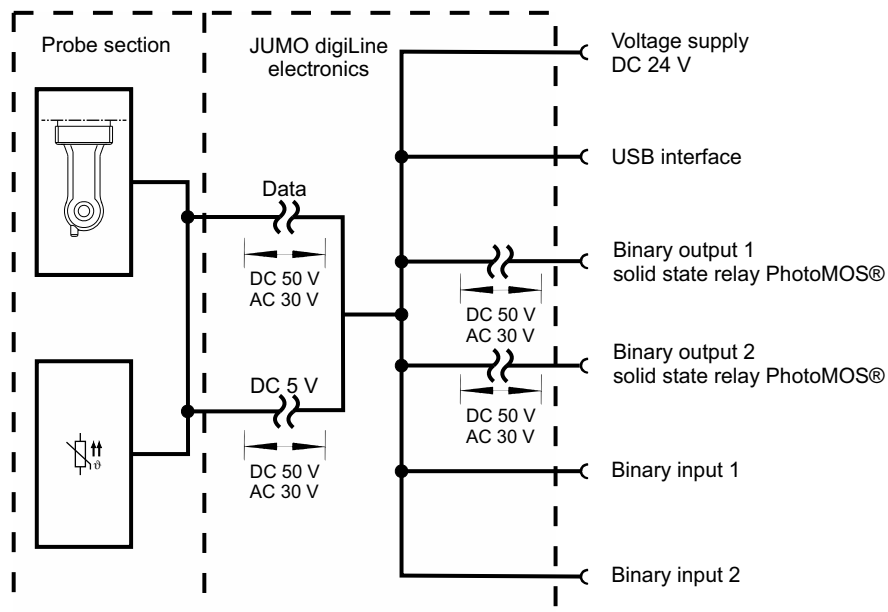 Probe section
JUMO digiLine
electronics
Voltage supply
DC 24 V
USB interface
Data
DC 50 V
AC 30 V
Binary output 1
solid state relay PhotoMOS®
DC 50 V
AC 30 V
Binary output 2
solid state relay PhotoMOS®
DC 5 V
DC 50 V
AC 30 V
DC 50 V
AC 30 V
ϑ
Binary input 1
Binary input 2